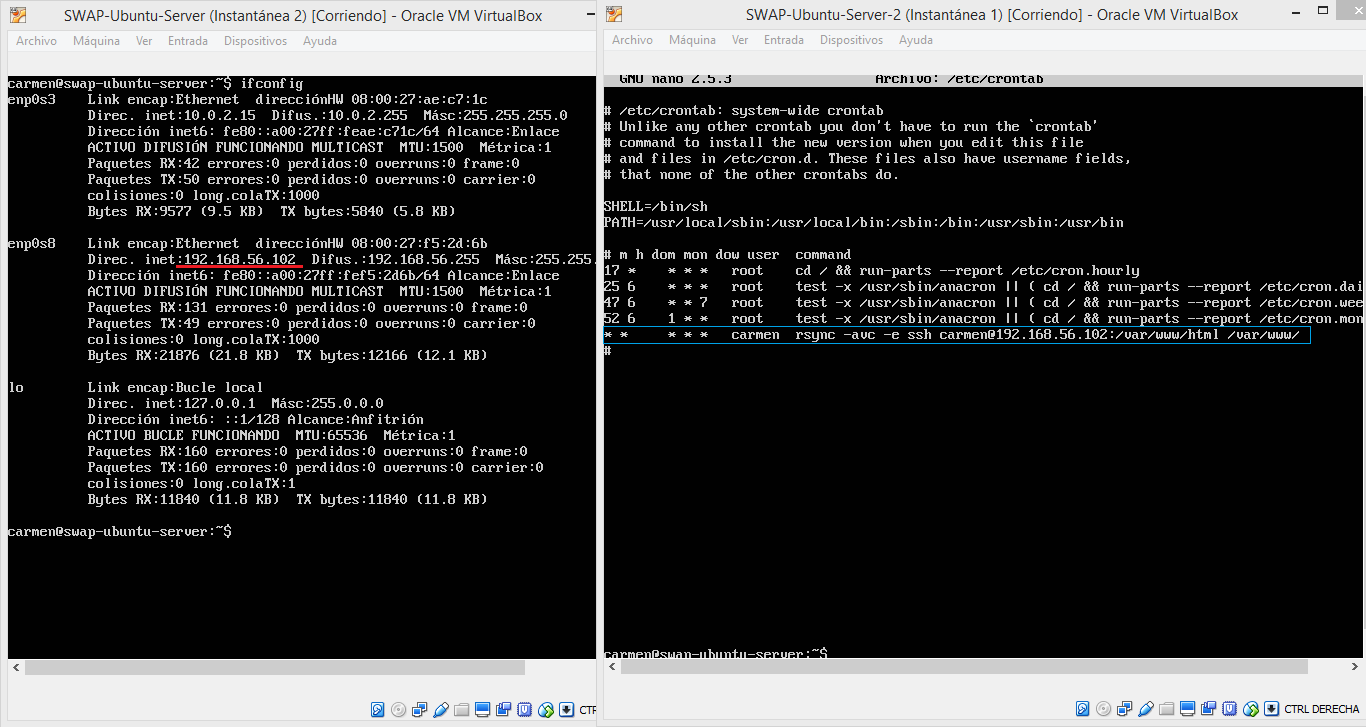 SWAP-Ubuntu-Server (Instantánea 2) [Corriendo] - Oracle VM VirtualBox
Archivo Máquina Ver Entrada Dispositivos Ayuda
carmen@swap-ubuntu-server:~$ ifconfig
enp0s3 Link encap:Ethernet direcciónHW 08:00:27:ae:c7:1c
Direc. inet:10.0.2.15 Difus.:10.0.2.255 Másc:255.255.255.0
Dirección inet6: fe80::a00:27ff:feae:c71c/64 Alcance:Enlace
ACTIVO DIFUSIÓN FUNCIONANDO MULTICAST MTU:1500 Métrica:1
Paquetes RX:42 errores:0 perdidos:0 overruns:0 frame:0
Paquetes TX:50 errores:0 perdidos:0 overruns:0 carrier:0
colisiones:0 long.colaTX:1000
Bytes RX:9577 (9.5 KB) TX bytes:5840 (5.8 KB)
enp0s8 Link encap:Ethernet direcciónHW 08:00:27:f5:2d:6b
Direc. inet:192.168.56.102 Difus.:192.168.56.255 Másc:255.255.255.
Dirección inet6: fe80::a00:27ff:fef5:2d6b/64 Alcance:Enlace
ACTIVO DIFUSIÓN FUNCIONANDO MULTICAST MTU:1500 Métrica:1
Paquetes RX:131 errores:0 perdidos:0 overruns:0 frame:0
Paquetes TX:49 errores:0 perdidos:0 overruns:0 carrier:0
colisiones:0 long.colaTX:1000
Bytes RX:21876 (21.8 KB) TX bytes:12166 (12.1 KB)
lo Link encap:Bucle local
Direc. inet:127.0.0.1 Másc:255.0.0.0
Dirección inet6: ::1/128 Alcance:Anfitrión
ACTIVO BUCLE FUNCIONANDO MTU:65536 Métrica:1
Paquetes RX:160 errores:0 perdidos:0 overruns:0 frame:0
Paquetes TX:160 errores:0 perdidos:0 overruns:0 carrier:0
colisiones:0 long.colaTX:1
Bytes RX:11840 (11.8 KB) TX bytes:11840 (11.8 KB)
carmen@swap-ubuntu-server:~$
CTR
SWAP-Ubuntu-Server-2 (Instantánea 1) [Corriendo] - Oracle VM VirtualBox
Archivo Máquina Ver Entrada Dispositivos Ayuda
GNU nano 2.5.3 Archivo: /etc/crontab
# /etc/crontab: system-wide crontab
# Unlike any other crontab you don't have to run the `crontab'
# command to install the new version when you edit this file
# and files in /etc/cron.d. These files also have username fields,
# that none of the other crontabs do.
SHELL=/bin/sh
PATH=/usr/local/sbin:/usr/local/bin:/sbin:/bin:/usr/sbin:/usr/bin
# m h dom mon dow user command
17 * * * * root cd / && run-parts --report /etc/cron.hourly
25 6 * * * root test -x /usr/sbin/anacron || ( cd / && run-parts --report /etc/cron.dai
47 6 * * 7 root test -x /usr/sbin/anacron || ( cd / && run-parts --report /etc/cron.wee
52 6 1 * * root test -x /usr/sbin/anacron || ( cd / && run-parts --report /etc/cron.mon
* * * * * carmen rsync -avc -e ssh carmen@192.168.56.102:/var/www/html /var/www/
#
carmen@swap-ubuntu-server:~$
CTRL DERECHA